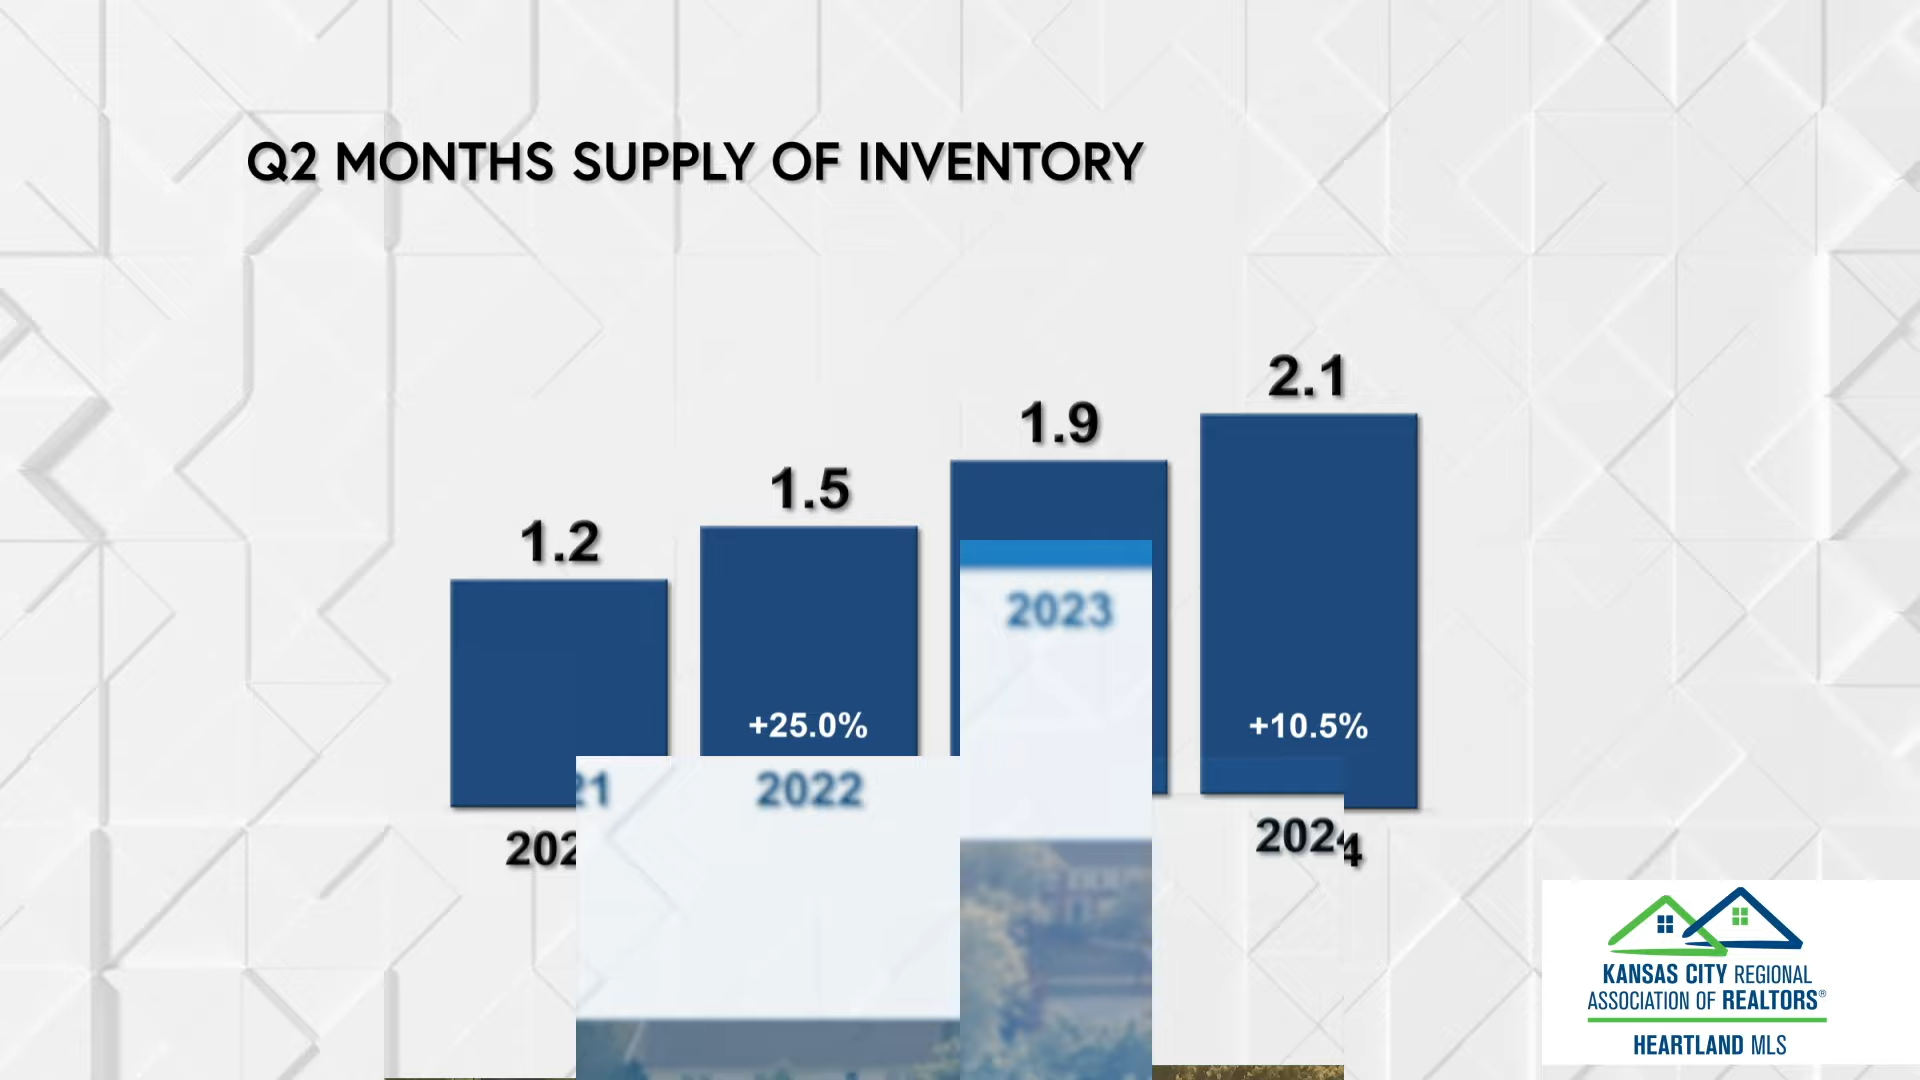 Q2 MONTHS SUPPLY OF INVENTORY
1.2
1.5
1.9
2.1
+25.0%
+10.5%
2021
2022
2023
2024
KANSAS CITY REGIONAL
ASSOCIATION OF REALTORS®
HEARTLAND MLS